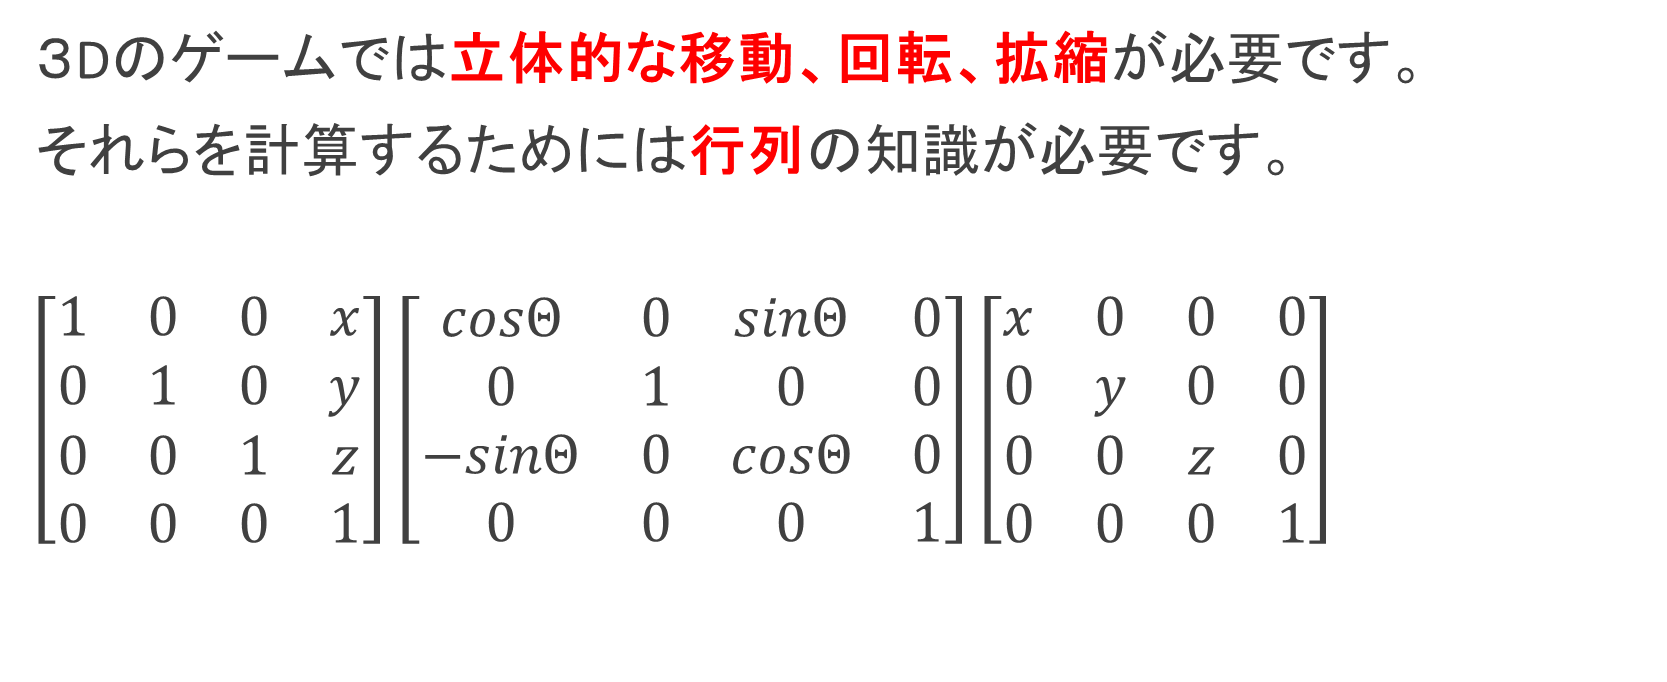 ３Dのゲームでは立体的な移動、回転、拡縮が必要です。
それらを計算するためには行列の知識が必要です。
[1 0 0 x] [cosΘ 0 sinΘ 0] [x 0 0 0]
[0 1 0 y] [0 1 0 0] [0 y 0 0]
[0 0 1 z] [−sinΘ 0 cosΘ 0] [0 0 z 0]
[0 0 0 1] [0 0 0 1] [0 0 0 1]